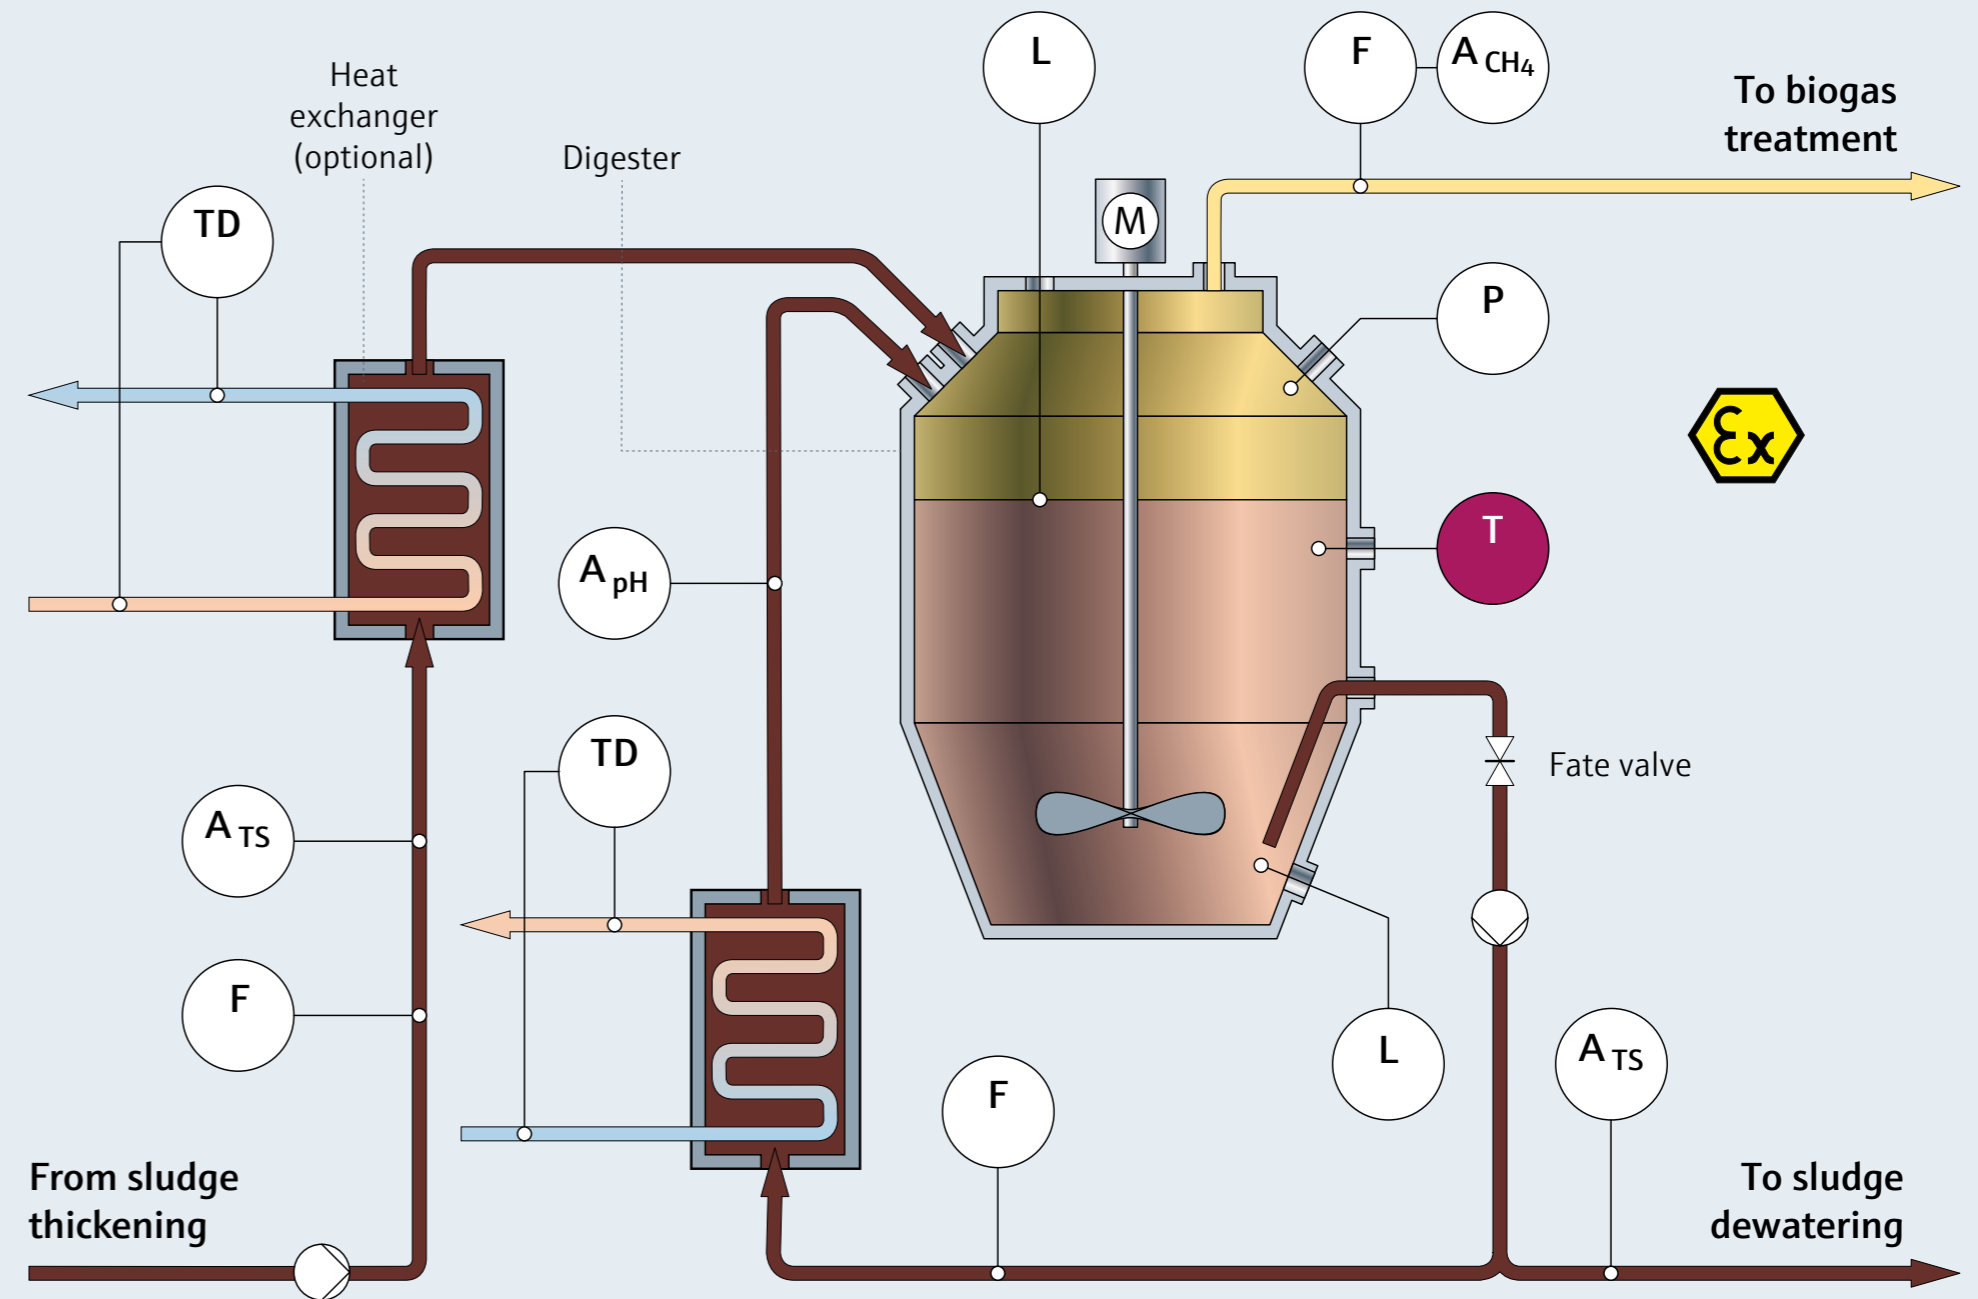 L
F
A CH4
Heat
exchanger
(optional)
To biogas
treatment
Digester
TD
M
P
Ex
T
A pH
TD
Fate valve
A TS
F
L
A TS
F
From sludge
thickening
To sludge
dewatering